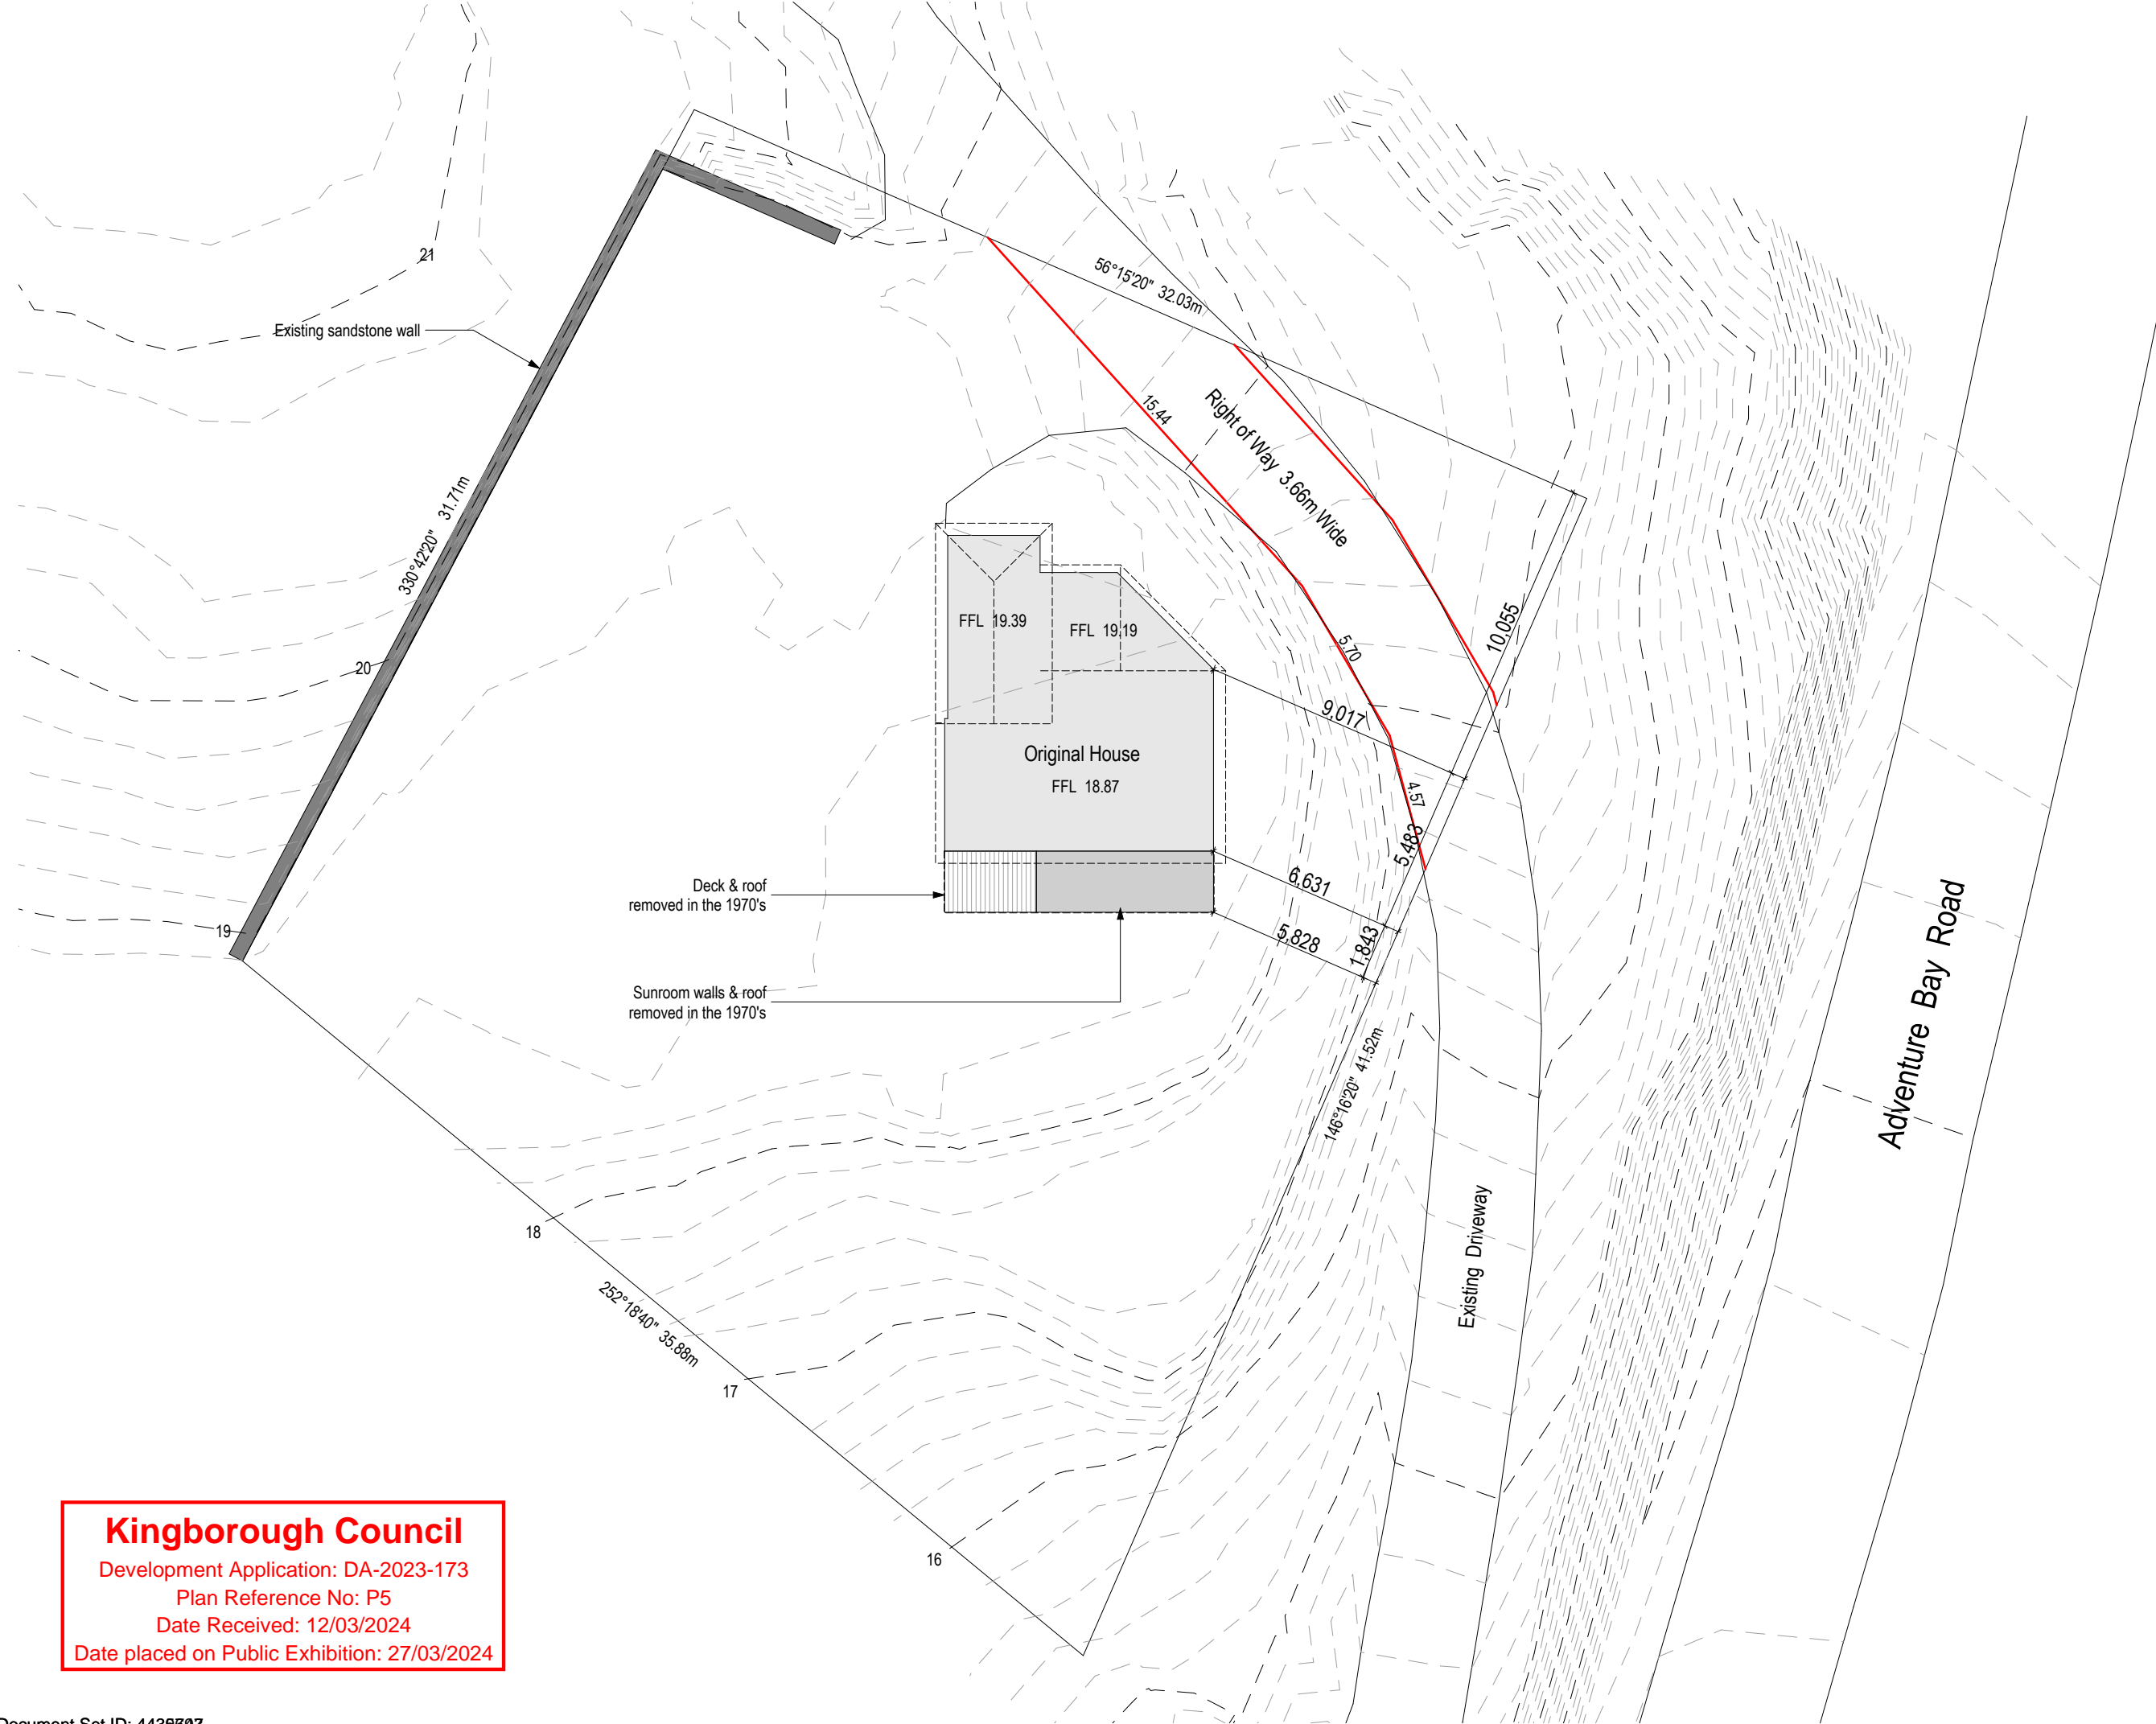 21
56°15'20" 32.03m
Existing sandstone wall
15.44
Right of Way 3.66m Wide
330°42'20" 31.71m
10,055
FFL 19.39
FFL 19.19
5.70
20
9,017
Original House
FFL 18.87
4.57
5,483
6,631
Deck & roof
removed in the 1970's
19
5,828
1,843
Adventure Bay Road
Sunroom walls & roof
removed in the 1970's
146°16'20" 41.52m
18
Existing Driveway
252°18'40" 35.88m
17
16
Kingborough Council
Development Application: DA-2023-173
Plan Reference No: P5
Date Received: 12/03/2024
Date placed on Public Exhibition: 27/03/2024
Document Set ID: